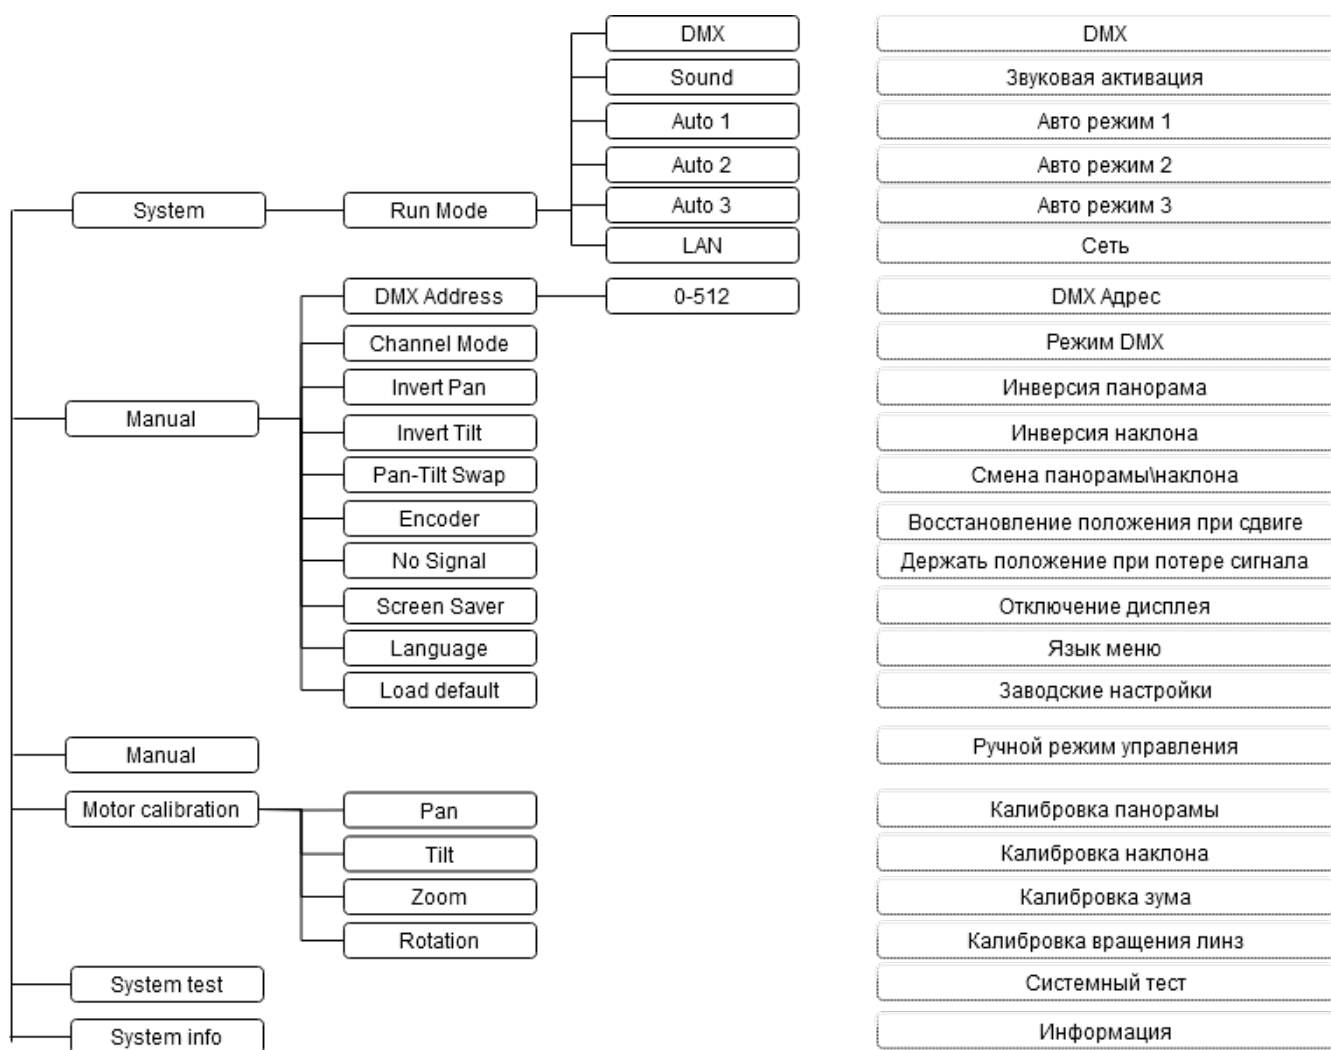 DMX DMX
Sound Звуковая активация
Auto 1 Авто режим 1
Auto 2 Авто режим 2
System Run Mode Auto 3 Авто режим 3
LAN Сеть
DMX Address 0-512 DMX Адрес
Channel Mode Режим DMX
Invert Pan Инверсия панорама
Manual Invert Tilt Инверсия наклона
Pan-Tilt Swap Смена панорамы\наклона
Encoder Восстановление положения при сдвиге
No Signal Держать положение при потере сигнала
Screen Saver Отключение дисплея
Language Язык меню
Load default Заводские настройки
Manual Ручной режим управления
Motor calibration Pan Калибровка панорамы
Tilt Калибровка наклона
Zoom Калибровка зума
Rotation Калибровка вращения линз
System test Системный тест
System info Информация